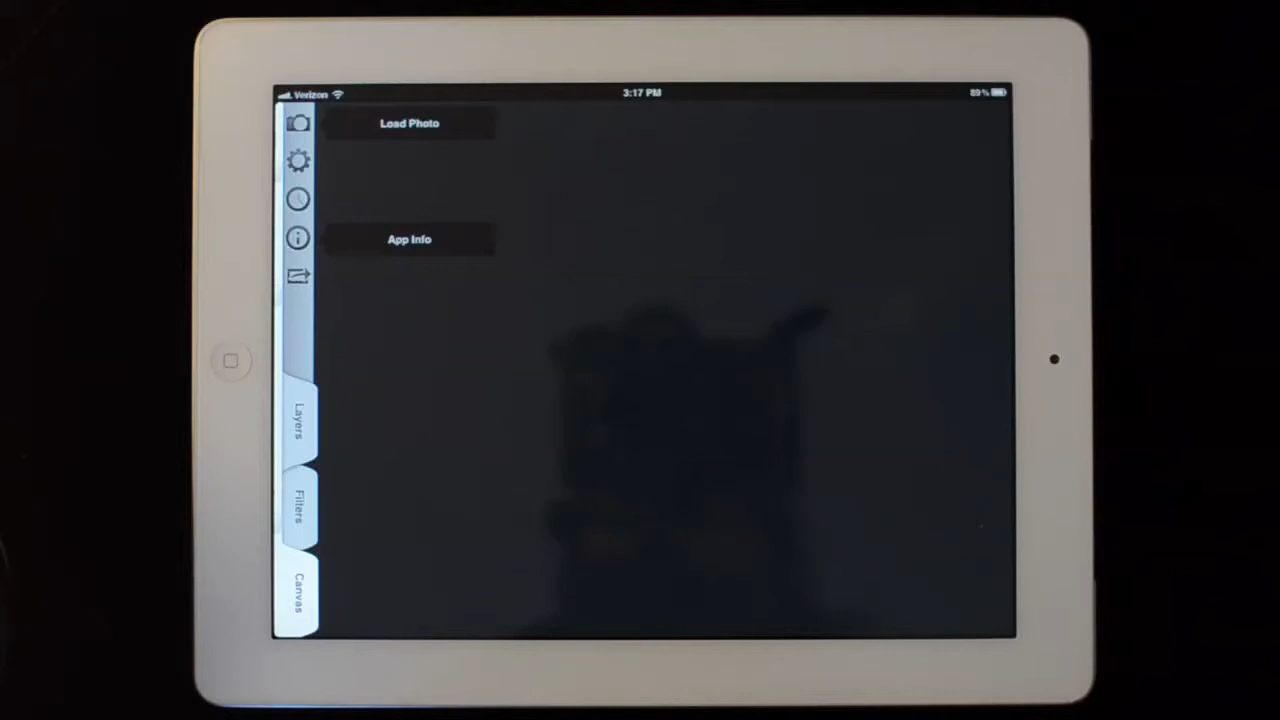 Verizon
3:17 PM
89%
Load Photo
App Info
Layers
Filters
Canvas